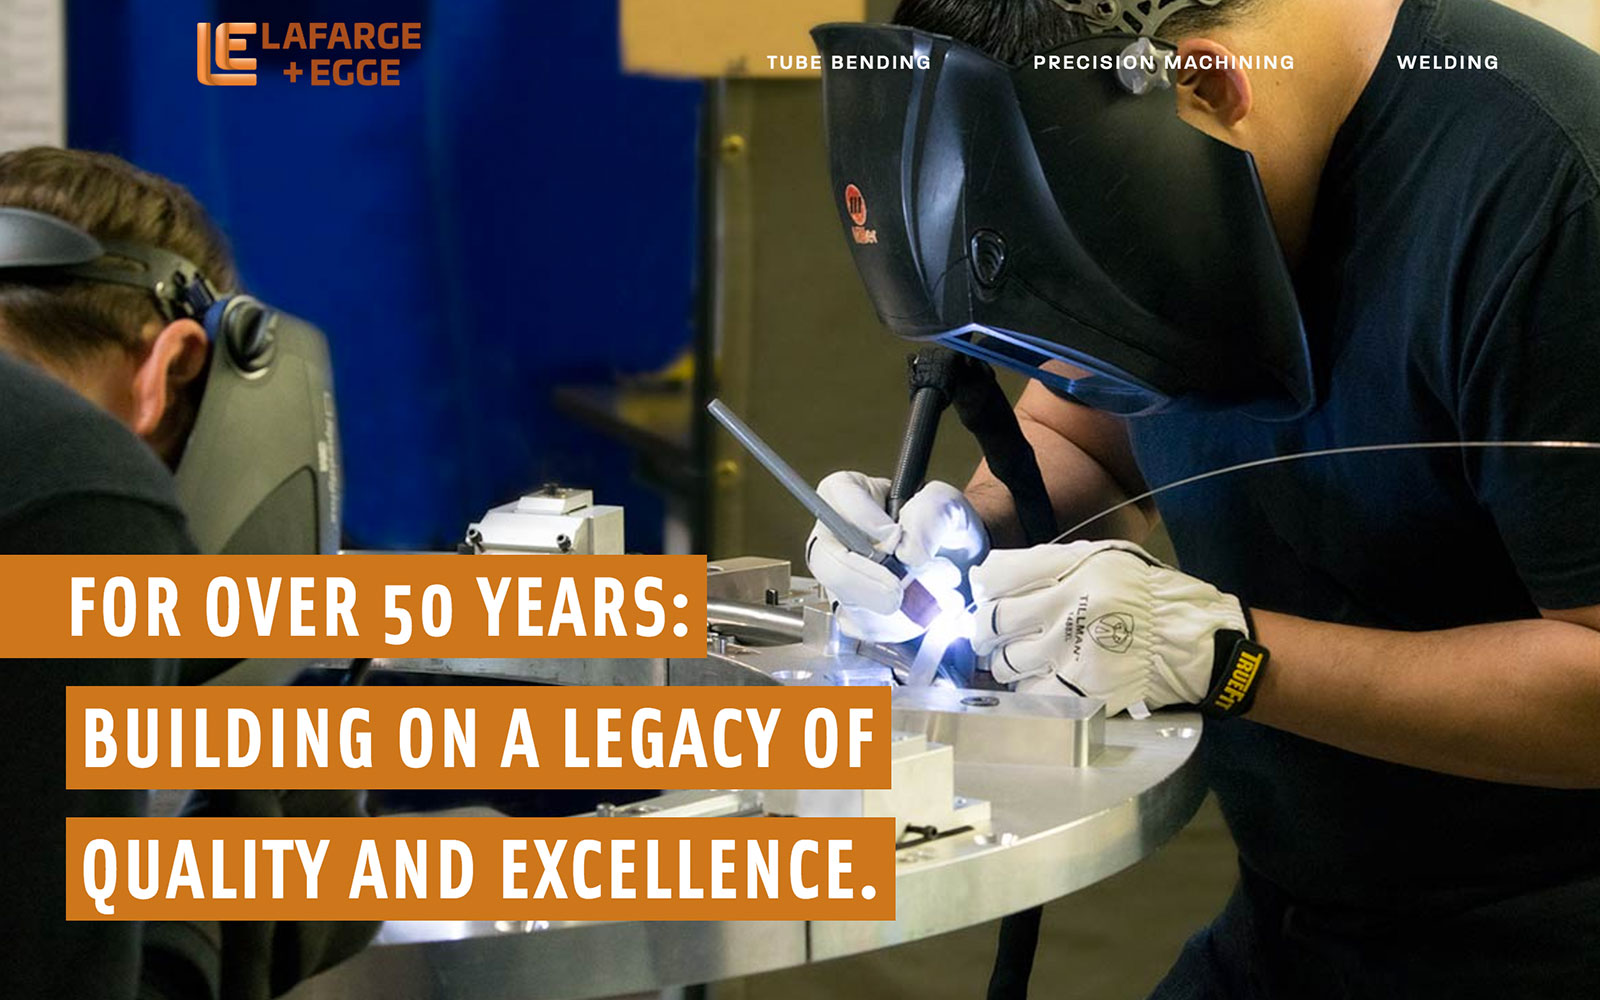 LE LAFARGE
+ EGGE
TUBE BENDING
PRECISION MACHINING
WELDING
FOR OVER 50 YEARS:
BUILDING ON A LEGACY OF
QUALITY AND EXCELLENCE.
TILLMAN
TRUEFIT